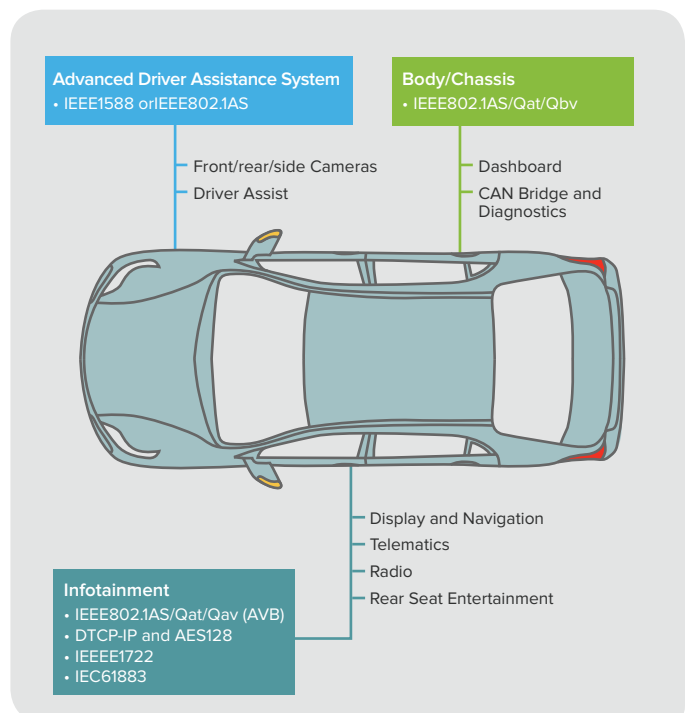 Advanced Driver Assistance System
• IEEE1588 orIEEE802.1AS
Body/Chassis
• IEEE802.1AS/Qat/Qbv
Front/rear/side Cameras
Driver Assist
Dashboard
CAN Bridge and
Diagnostics
Display and Navigation
Telematics
Radio
Rear Seat Entertainment
Infotainment
• IEEE802.1AS/Qat/Qav (AVB)
• DTCP-IP and AES128
• IEEEE1722
• IEC61883